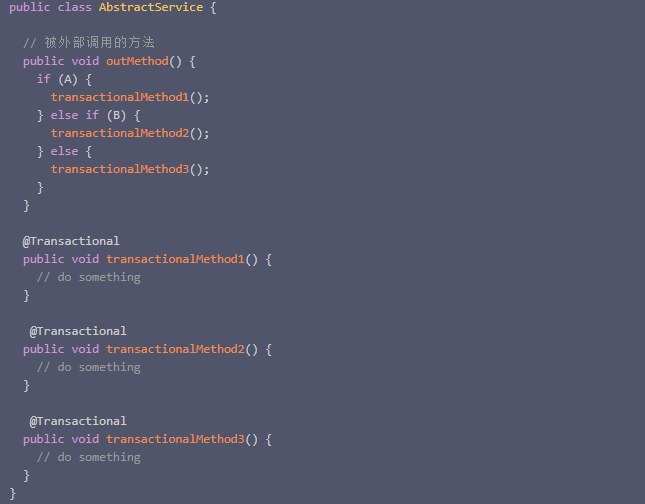 public class AbstractService {
// 被外部调用的方法
public void outMethod() {
if (A) {
transactionalMethod1();
} else if (B) {
transactionalMethod2();
} else {
transactionalMethod3();
}
}
@Transactional
public void transactionalMethod1() {
// do something
}
@Transactional
public void transactionalMethod2() {
// do something
}
@Transactional
public void transactionalMethod3() {
// do something
}
}